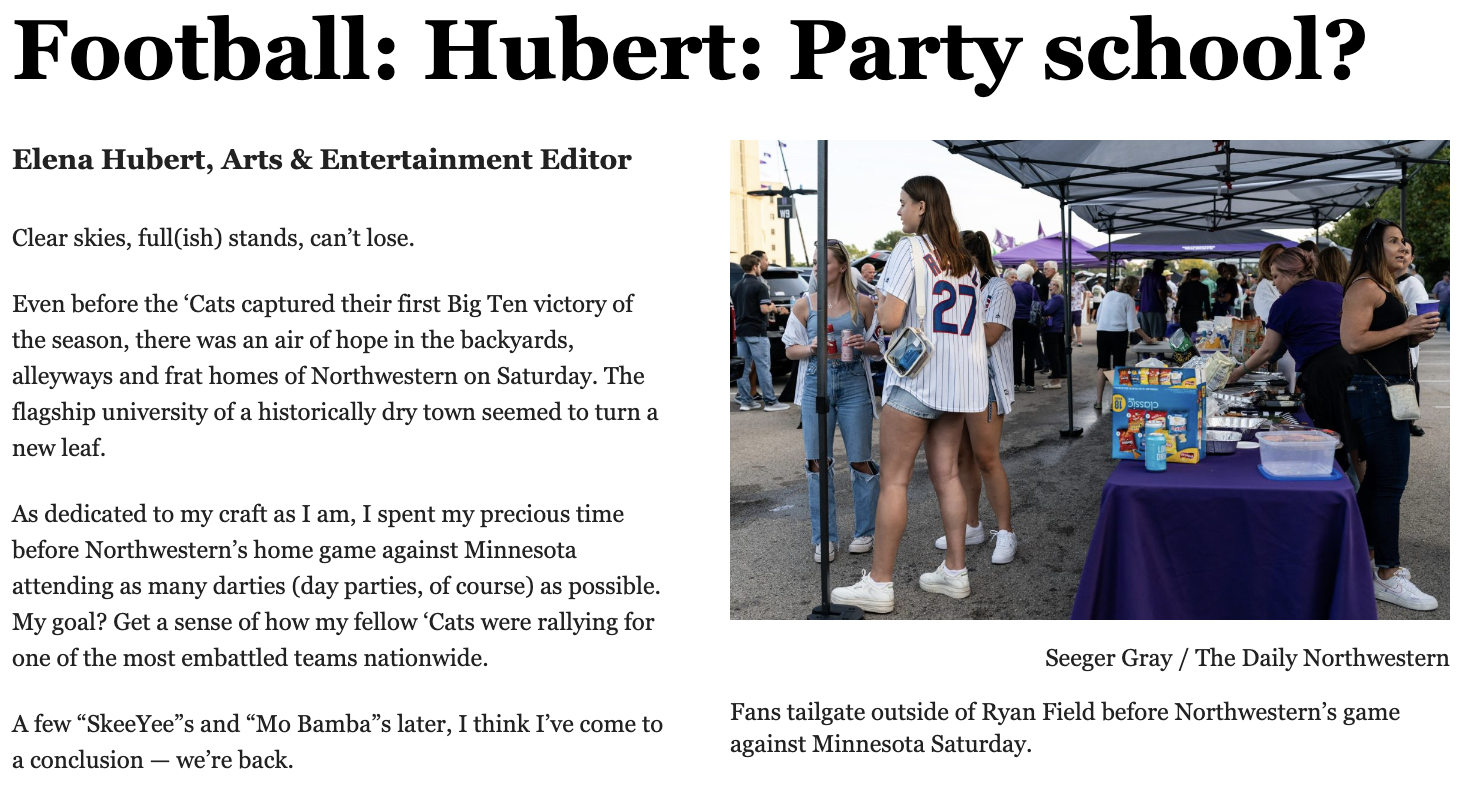 Football: Hubert: Party school?
Elena Hubert, Arts & Entertainment Editor
Clear skies, full(ish) stands, can’t lose.
Even before the ‘Cats captured their first Big Ten victory of
the season, there was an air of hope in the backyards,
alleyways and frat homes of Northwestern on Saturday. The
flagship university of a historically dry town seemed to turn a
new leaf.
As dedicated to my craft as I am, I spent my precious time
before Northwestern’s home game against Minnesota
attending as many darties (day parties, of course) as possible.
My goal? Get a sense of how my fellow ‘Cats were rallying for
one of the most embattled teams nationwide.
A few “SkeeYee”s and “Mo Bamba”s later, I think I’ve come to
a conclusion — we’re back.
W9
27
classic
18
Seeger Gray / The Daily Northwestern
Fans tailgate outside of Ryan Field before Northwestern’s game
against Minnesota Saturday.